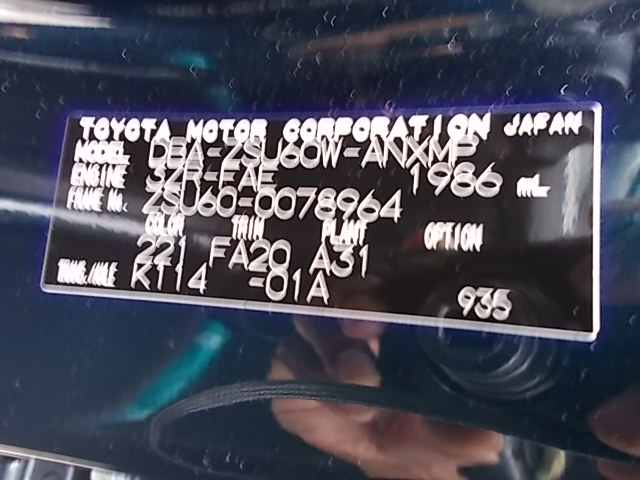 TOYOTA MOTOR CORPORATION JAPAN
MODEL DBA-ZSU60W-ANXMP
ENGINE 3ZR-FAE 1986 mL
FRAME No. ZSU60-0078964
COLOR TRIM PLANT OPTION
221 FA20 A31
TRANS./AXLE K114 -01A 935